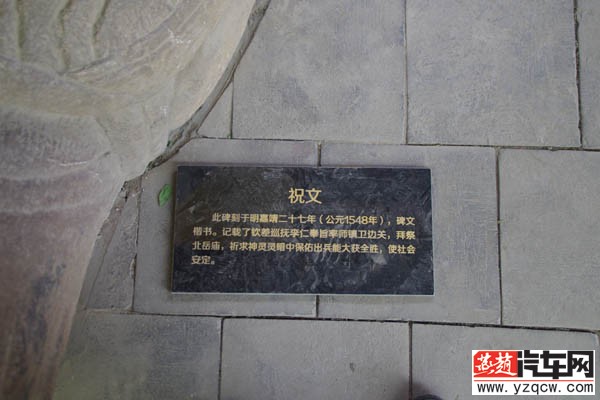 祝文
此碑刻于明嘉靖二十七年（公元1548年），碑文
楷书。记载了钦差巡抚李仁奉旨率师镇卫边关，拜祭
北岳庙，祈求神灵灵暗中保佑出兵能大获全胜，使社会
安定。
燕赵汽车网
www.yzqcw.com